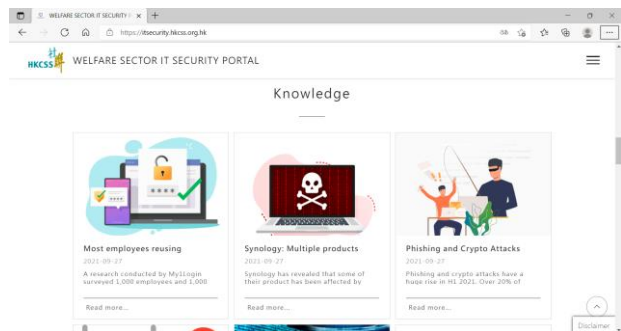 WELFARE SECTOR IT SECURITY P
https://itsecurity.hkcss.org.hk
HKCSS
WELFARE SECTOR IT SECURITY PORTAL
Knowledge
Most employees reusing
2021-09-27
A research conducted by My1Login
surveyed 1,000 employees and 1,000
Read more...
Synology: Multiple products
2021-09-27
Synology has revealed that some of
their product has been affected by
Read more...
Phishing and Crypto Attacks
2021-09-27
Phishing and crypto attacks have a
huge rise in H1 2021. Over 20% of
Read more...
Disclaimer